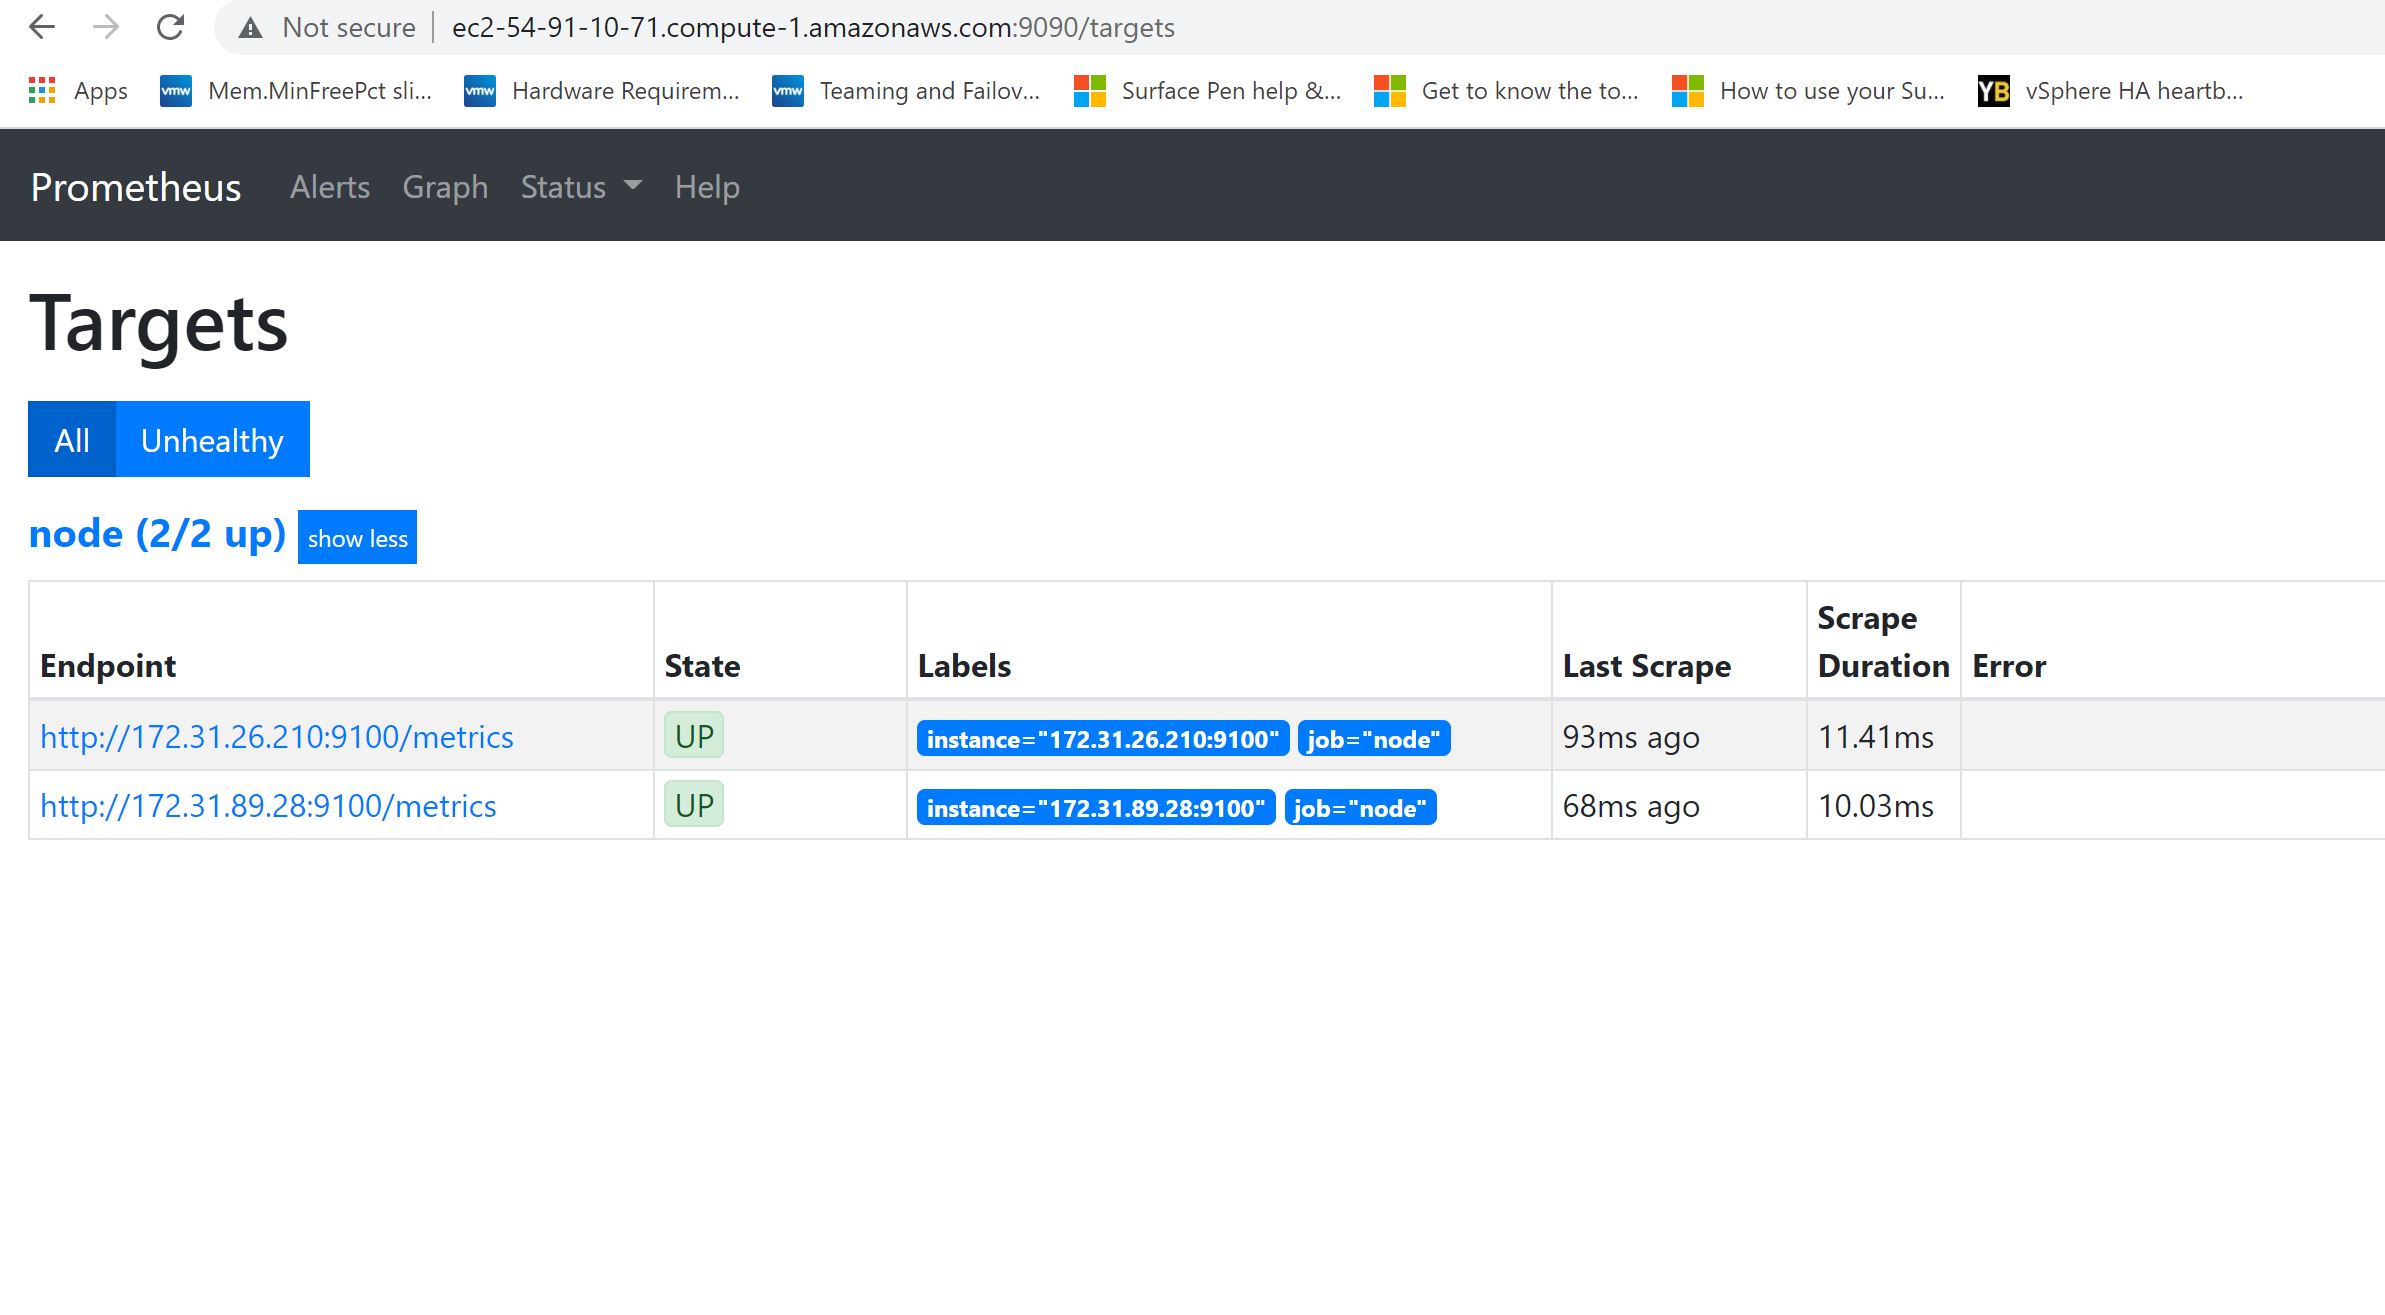 Not secure ec2-54-91-10-71.compute-1.amazonaws.com:9090/targets
Apps vmw Mem.MinFreePct sli... vmw Hardware Requirem... vmw Teaming and Failov... Surface Pen help &... Get to know the to... How to use your Su... YB vSphere HA heartb...
Prometheus Alerts Graph Status Help
Targets
All Unhealthy
node (2/2 up) show less
Endpoint State Labels Last Scrape Scrape Duration Error
http://172.31.26.210:9100/metrics UP instance="172.31.26.210:9100" job="node" 93ms ago 11.41ms
http://172.31.89.28:9100/metrics UP instance="172.31.89.28:9100" job="node" 68ms ago 10.03ms